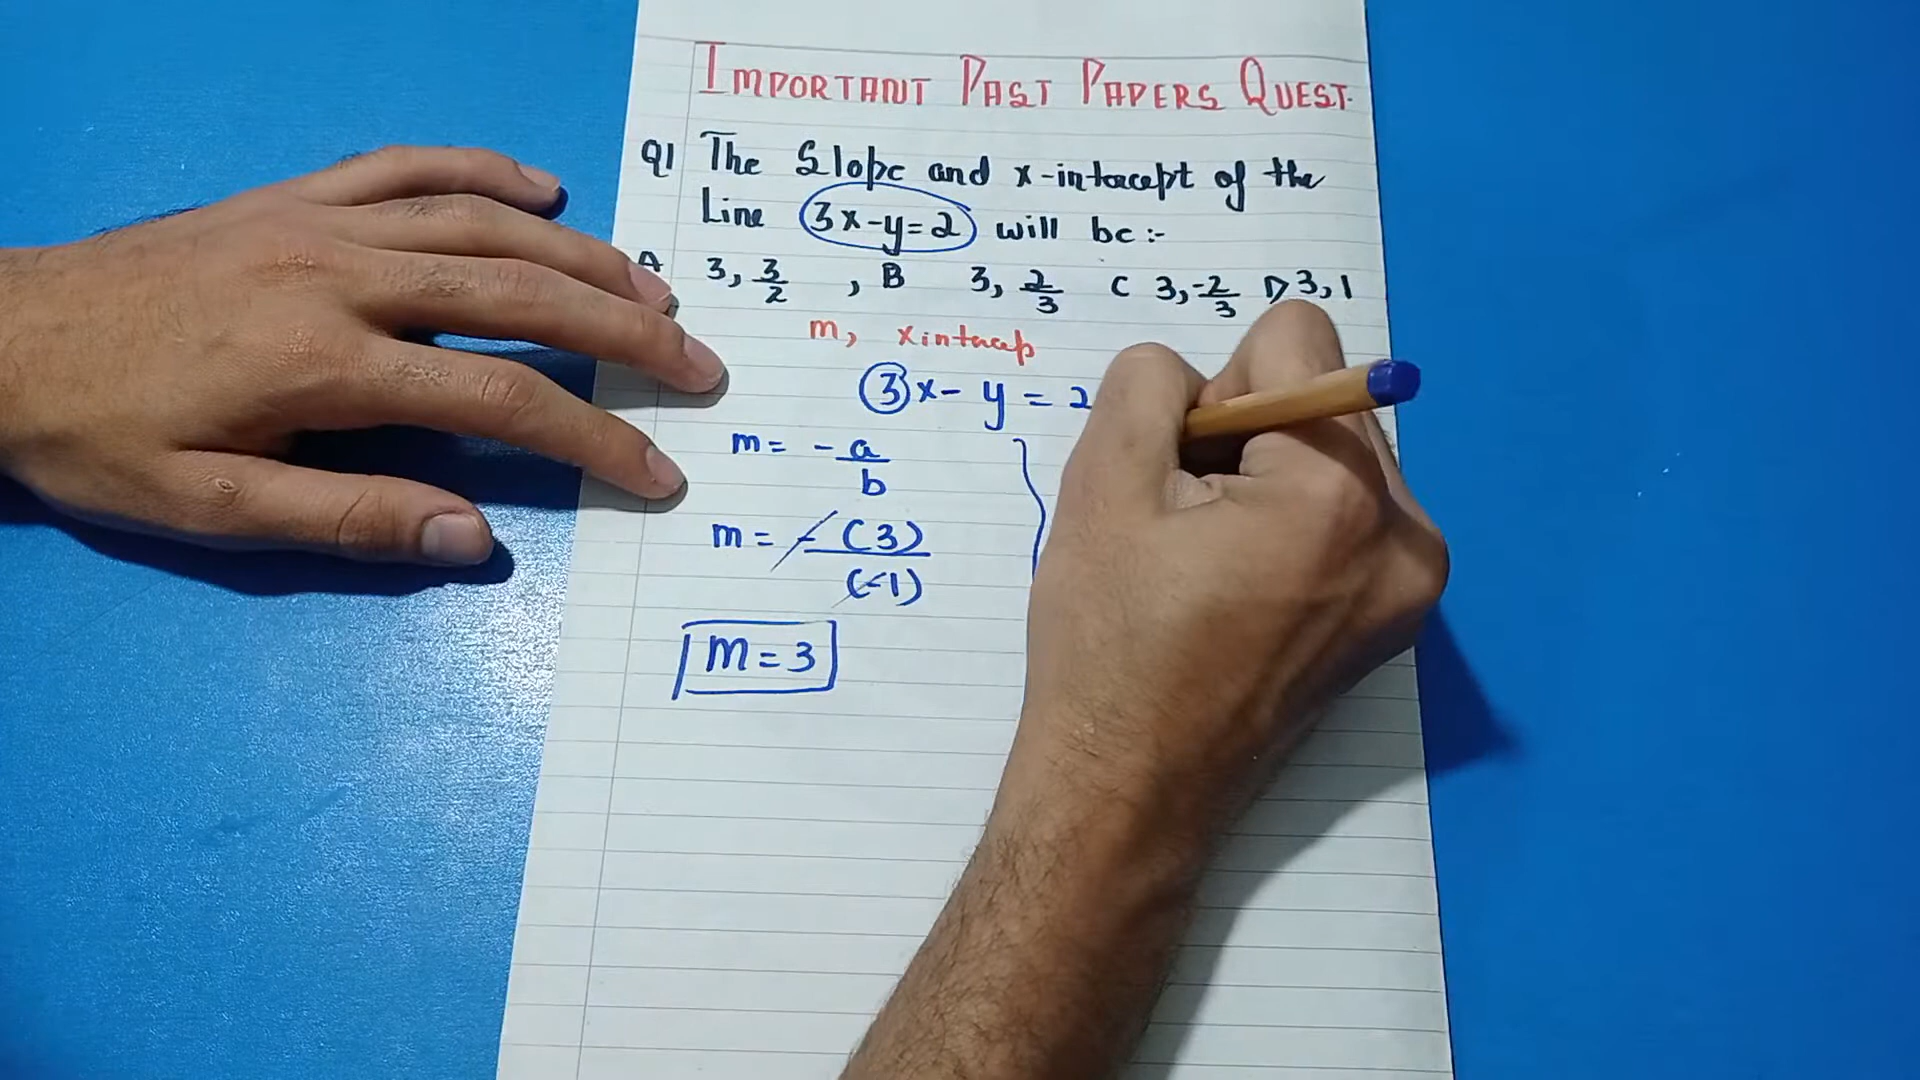 IMPORTANT PAST PAPERS QUEST.
Q1 The Slope and x-intercept of the
Line 3x-y=2 will be:-
A 3, 3/2 , B 3, 2/3 C 3, -2/3 D 3, 1
m, xintercep
3x - y = 2
m = - a/b
m = - (3)/(-1)
m = 3